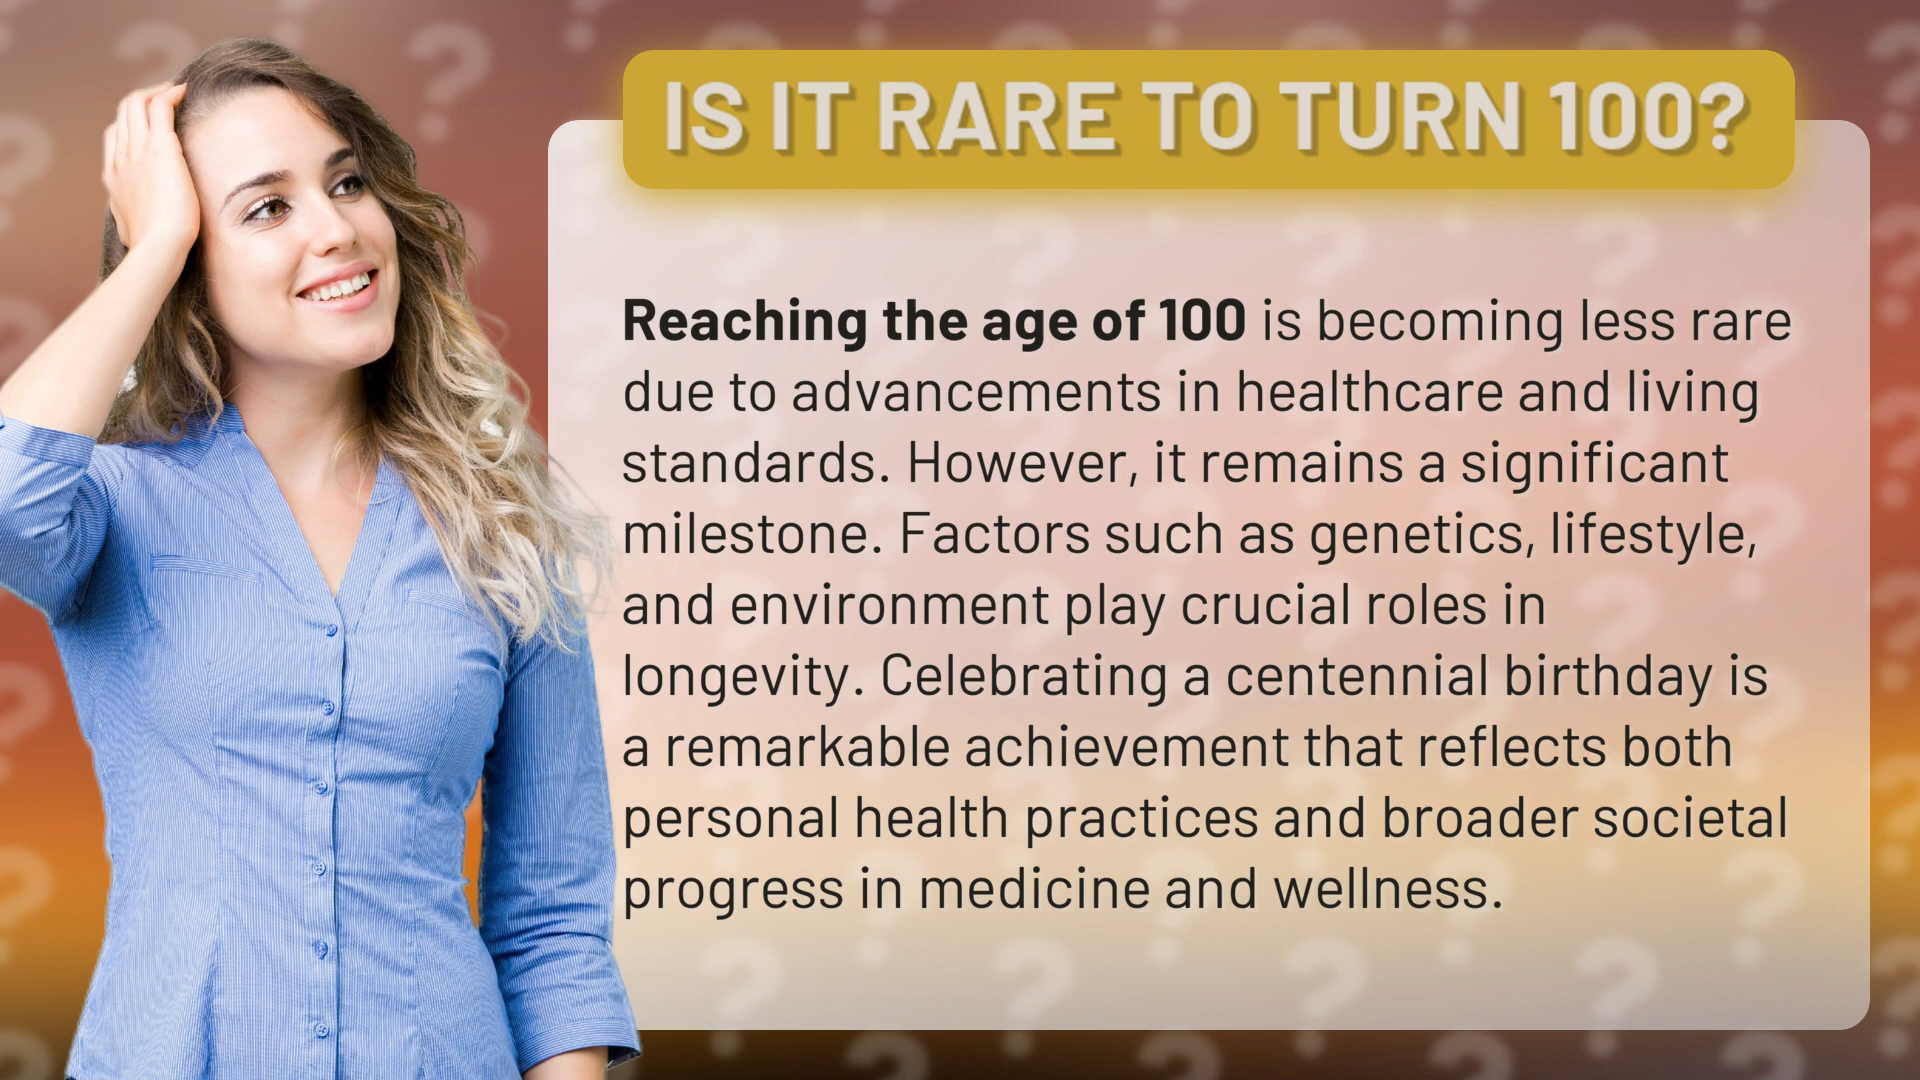 IS IT RARE TO TURN 100?
Reaching the age of 100 is becoming less rare
due to advancements in healthcare and living
standards. However, it remains a significant
milestone. Factors such as genetics, lifestyle,
and environment play crucial roles in
longevity. Celebrating a centennial birthday is
a remarkable achievement that reflects both
personal health practices and broader societal
progress in medicine and wellness.